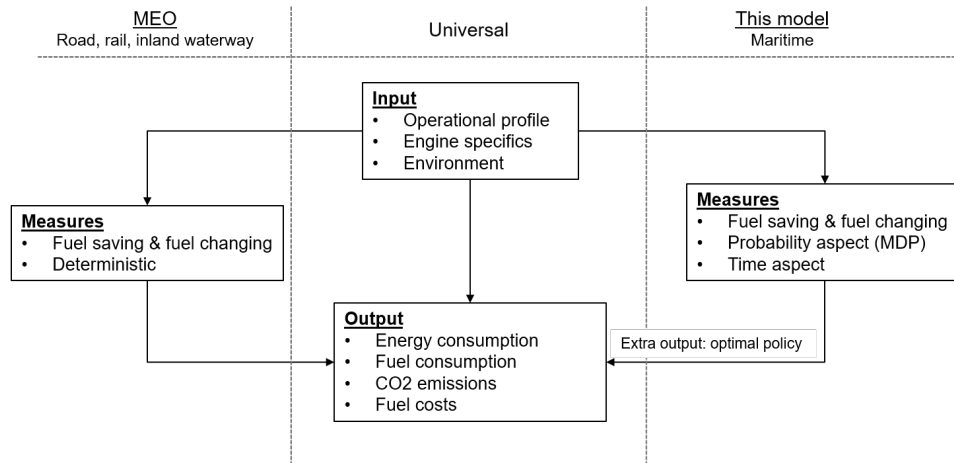 MEO
Road, rail, inland waterway
Universal
This model
Maritime
Input
• Operational profile
• Engine specifics
• Environment
Measures
• Fuel saving & fuel changing
• Deterministic
Measures
• Fuel saving & fuel changing
• Probability aspect (MDP)
• Time aspect
Output
• Energy consumption
• Fuel consumption
• CO2 emissions
• Fuel costs
Extra output: optimal policy